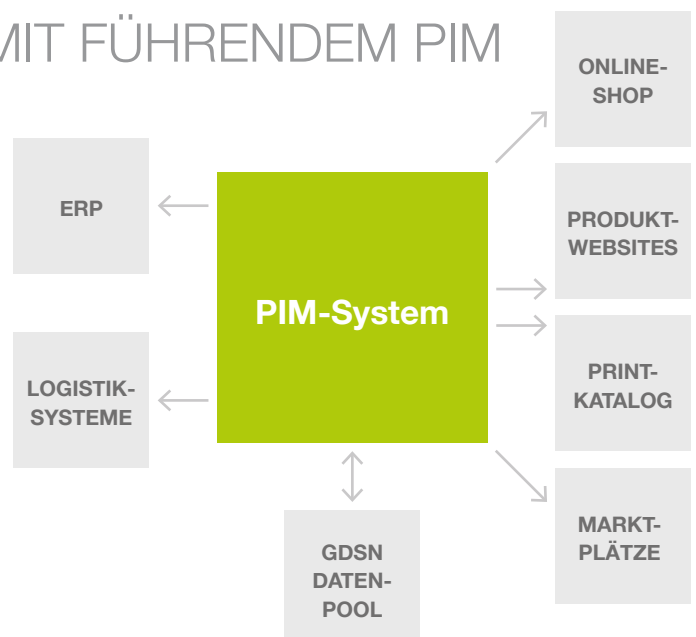 MIT FÜHRENDEM PIM
ONLINE-
SHOP
ERP
PRODUKT-
WEBSITES
PIM-System
LOGISTIK-
SYSTEME
PRINT-
KATALOG
GDSN
DATEN-
POOL
MARKT-
PLÄTZE